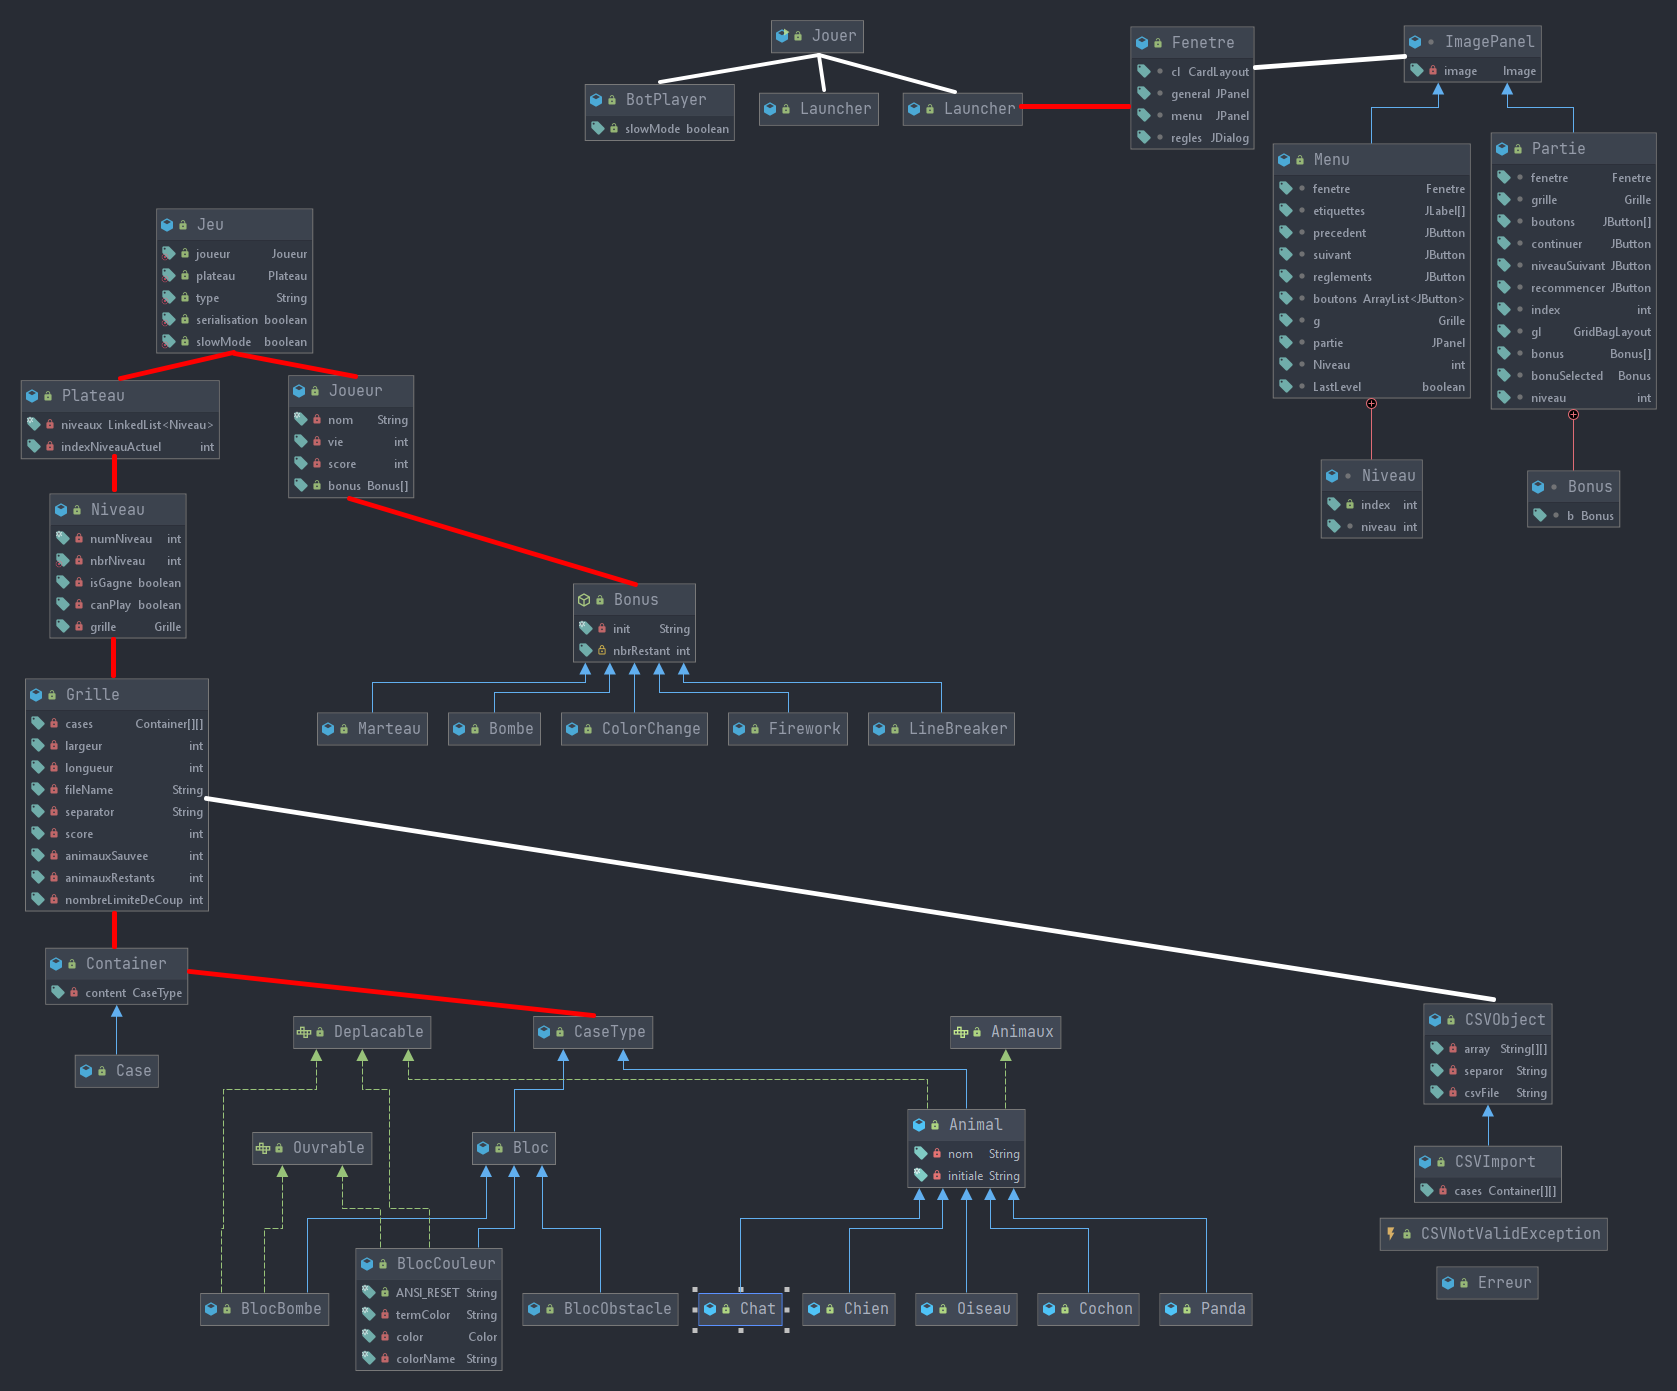 Jouer
BotPlayer
slowMode boolean
Launcher
Launcher
Fenetre
cl CardLayout
general JPanel
menu JPanel
regles JDialog
ImagePanel
image Image
Menu
fenetre Fenetre
etiquettes JLabel[]
precedent JButton
suivant JButton
reglements JButton
boutons ArrayList<JButton>
g Grille
partie JPanel
Niveau int
LastLevel boolean
Partie
fenetre Fenetre
grille Grille
boutons JButton[]
continuer JButton
niveauSuivant JButton
recommencer JButton
index int
gl GridBagLayout
bonus Bonus[]
bonuSelected Bonus
niveau int
Niveau
index int
niveau int
Bonus
b Bonus
Jeu
joueur Joueur
plateau Plateau
type String
serialisation boolean
slowMode boolean
Plateau
niveaux LinkedList<Niveau>
indexNiveauActuel int
Joueur
nom String
vie int
score int
bonus Bonus[]
Niveau
numNiveau int
nbrNiveau int
isGagne boolean
canPlay boolean
grille Grille
Bonus
init String
nbrRestant int
Marteau
Bombe
ColorChange
Firework
LineBreaker
Grille
cases Container[][]
largeur int
longueur int
fileName String
separator String
score int
animauxSauvee int
animauxRestants int
nombreLimiteDeCoup int
Container
content CaseType
Case
Deplacable
CaseType
Animaux
Ouvrable
Bloc
Animal
nom String
initiale String
CSVObject
array String[][]
separor String
csvFile String
CSVImport
cases Container[][]
CSVNotValidException
Erreur
BlocBombe
BlocCouleur
ANSI_RESET String
termColor String
color Color
colorName String
BlocObstacle
Chat
Chien
Oiseau
Cochon
Panda